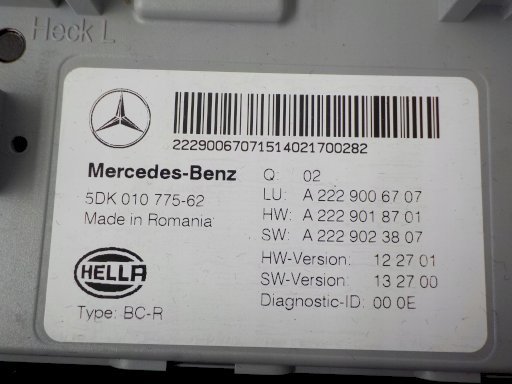 Heck L
22290067071514021700282
Mercedes-Benz
5DK 010 775-62
Made in Romania
HELLA
Type: BC-R
Q: 02
LU: A 222 900 67 07
HW: A 222 901 87 01
SW: A 222 902 38 07
HW-Version: 12 27 01
SW-Version: 13 27 00
Diagnostic-ID: 00 0E